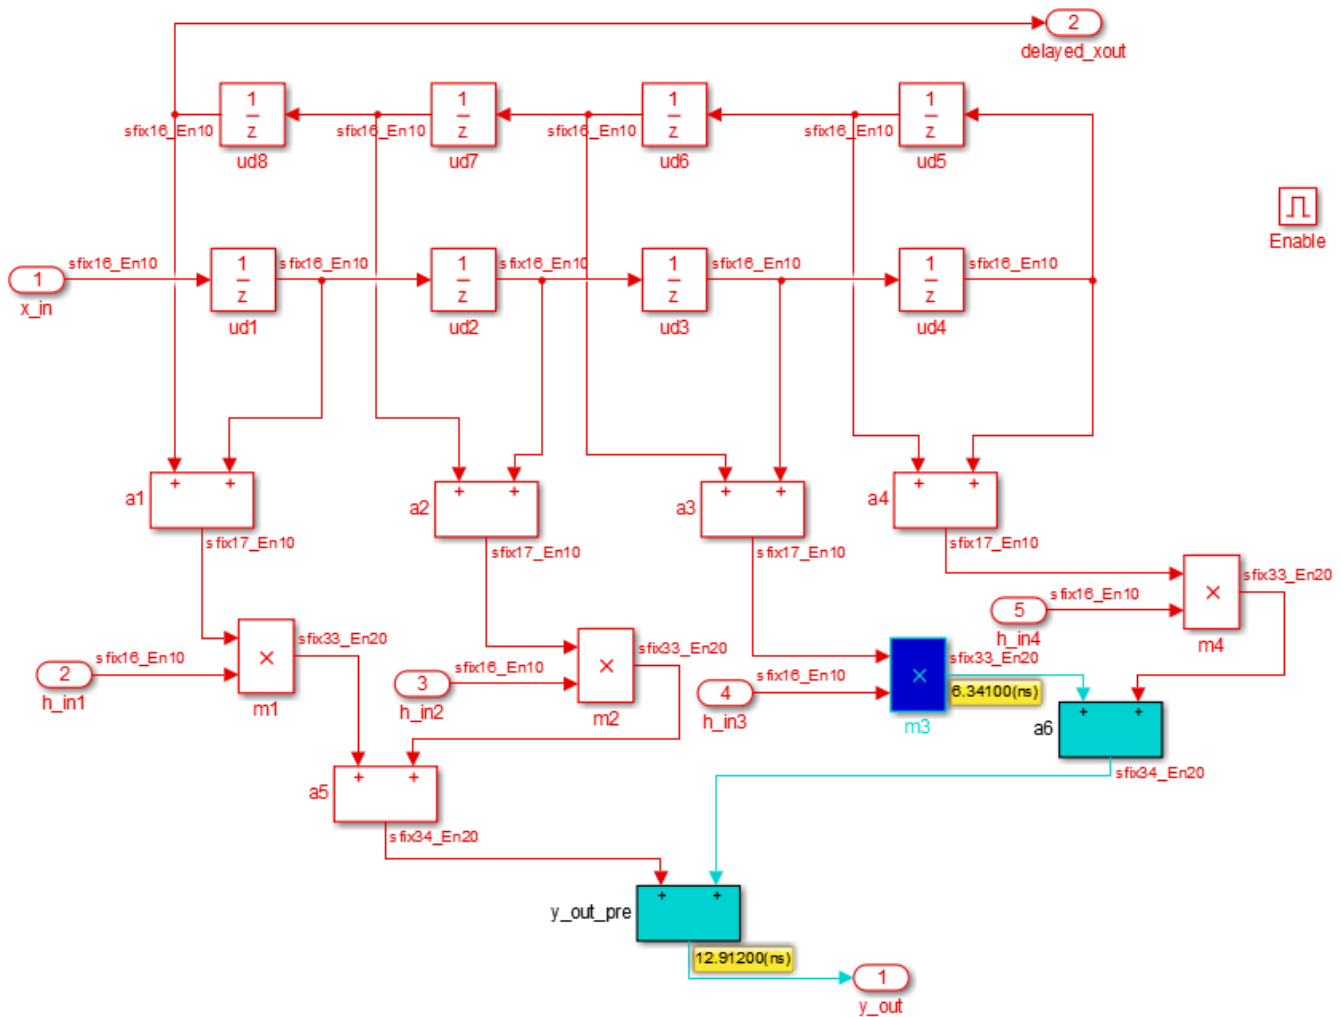 2
delayed_xout
1
z
1
z
1
z
1
z
sfix16_En10
sfix16_En10
sfix16_En10
sfix16_En10
ud8
ud7
ud6
ud5
Enable
1
x_in
sfix16_En10
1
z
sfix16_En10
1
z
sfix16_En10
1
z
sfix16_En10
1
z
sfix16_En10
ud1
ud2
ud3
ud4
a1
+ +
a2
+ +
a3
+ +
a4
+ +
sfix17_En10
sfix17_En10
sfix17_En10
sfix17_En10
×
sfix33_En20
m4
5
h_in4
sfix16_En10
2
h_in1
sfix16_En10
×
sfix33_En20
m1
3
h_in2
sfix16_En10
×
sfix33_En20
m2
4
h_in3
sfix16_En10
×
sfix33_En20
6.34100(ns)
m3
a6
+ +
sfix34_En20
a5
+ +
sfix34_En20
y_out_pre
+ +
12.91200(ns)
1
y_out